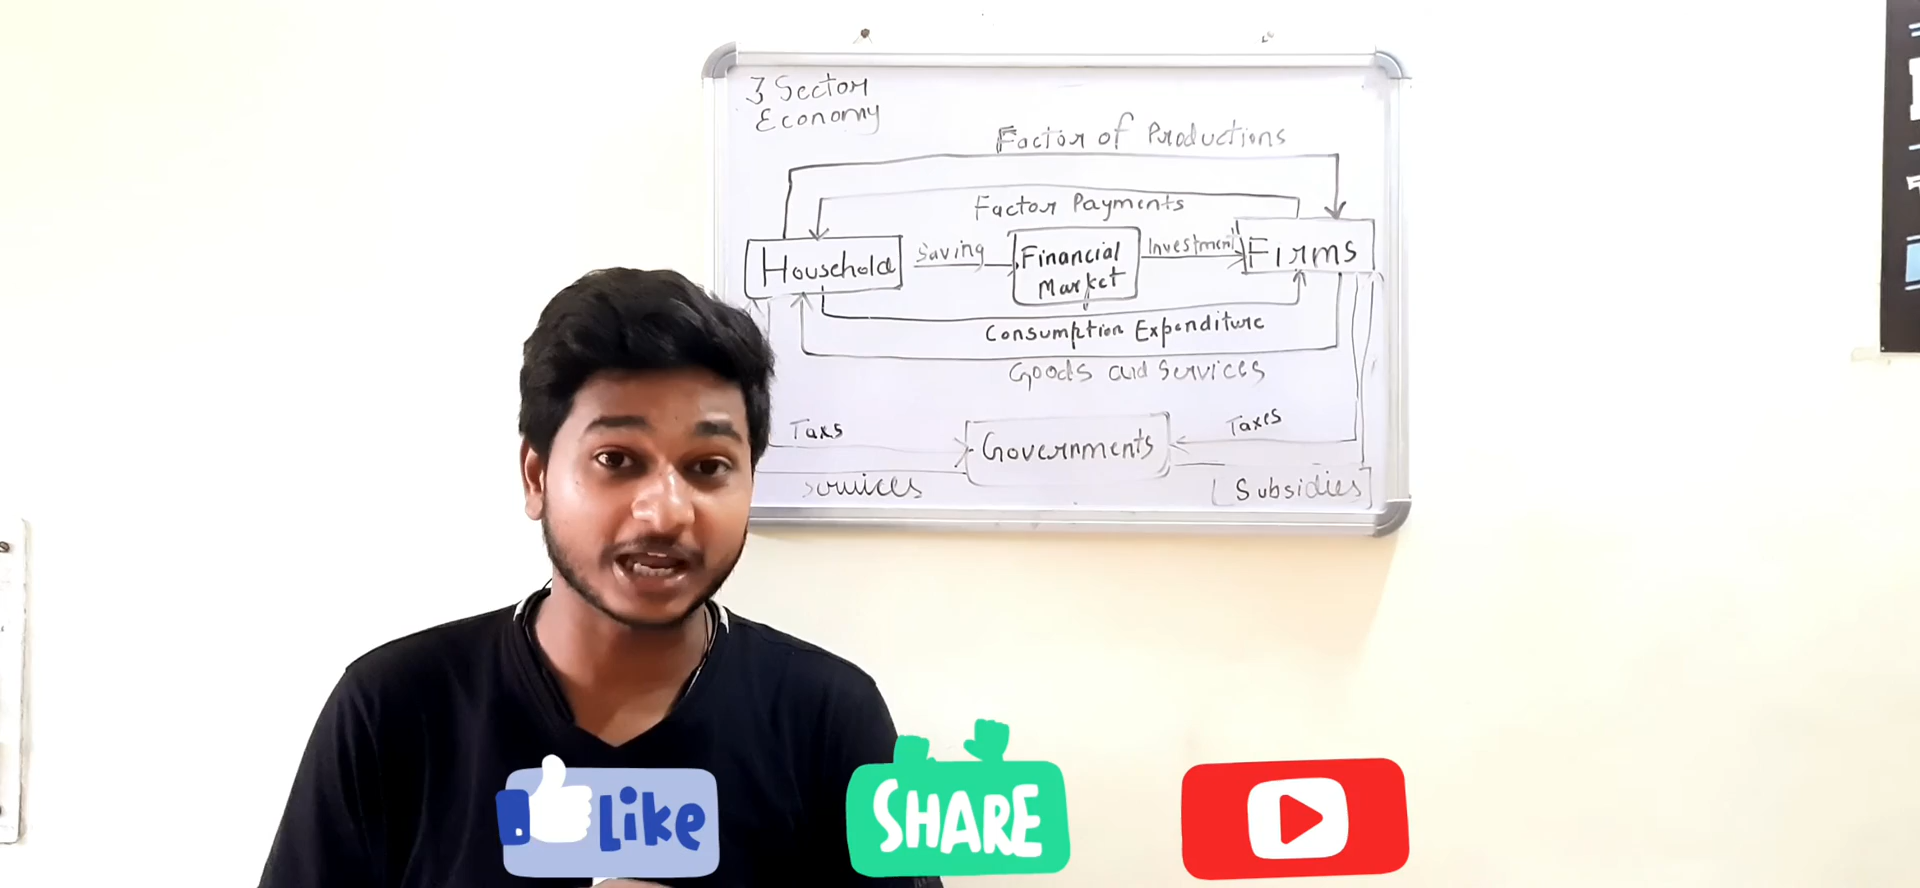 3 Sector
Economy
Factor of Productions
Factor Payments
Household
Saving
Financial
Market
Investment
Firms
Consumption Expenditure
Goods and Services
Taxs
Governments
Taxes
Services
Subsidies
Like
SHARE